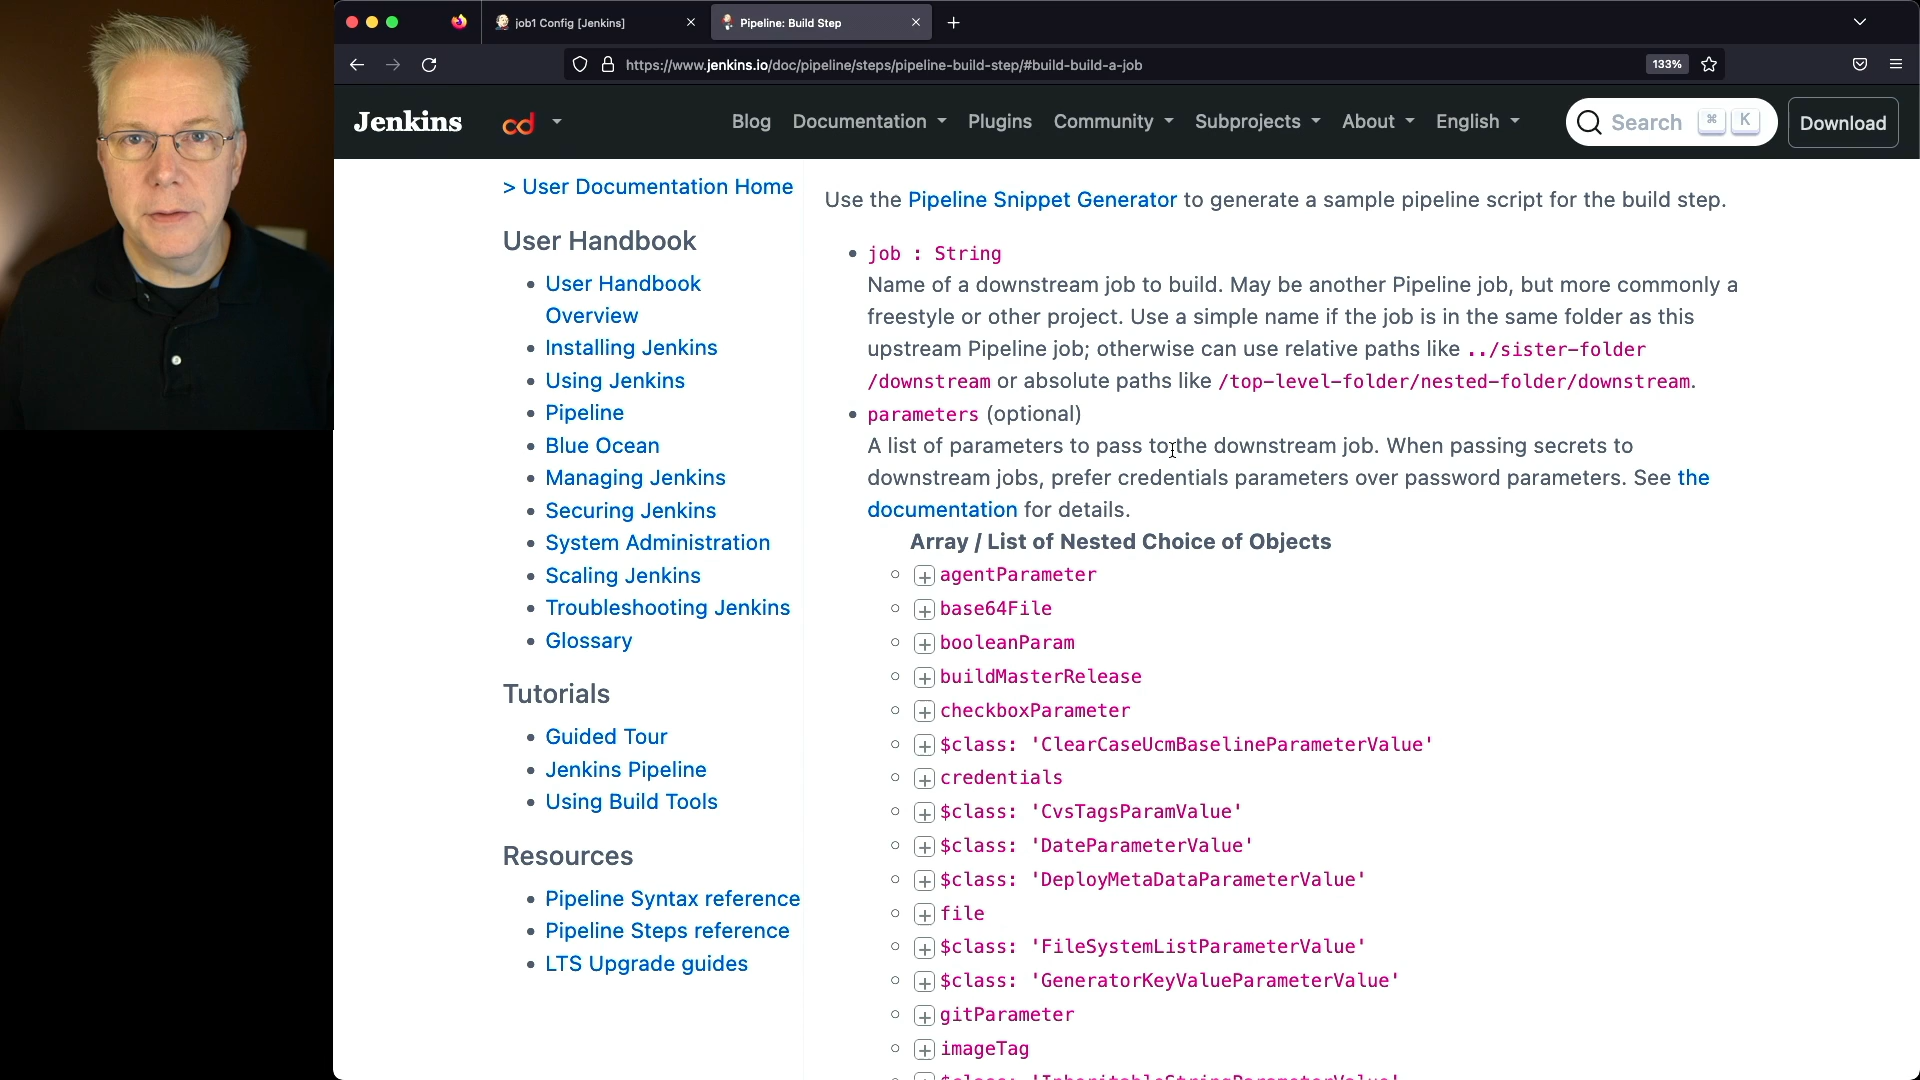 job1 Config [Jenkins]
Pipeline: Build Step
https://www.jenkins.io/doc/pipeline/steps/pipeline-build-step/#build-build-a-job
133%
Jenkins
cd
Blog
Documentation
Plugins
Community
Subprojects
About
English
Search ⌘ K
Download
> User Documentation Home
User Handbook
User Handbook
Overview
Installing Jenkins
Using Jenkins
Pipeline
Blue Ocean
Managing Jenkins
Securing Jenkins
System Administration
Scaling Jenkins
Troubleshooting Jenkins
Glossary
Tutorials
Guided Tour
Jenkins Pipeline
Using Build Tools
Resources
Pipeline Syntax reference
Pipeline Steps reference
LTS Upgrade guides
Use the Pipeline Snippet Generator to generate a sample pipeline script for the build step.
job : String
Name of a downstream job to build. May be another Pipeline job, but more commonly a
freestyle or other project. Use a simple name if the job is in the same folder as this
upstream Pipeline job; otherwise can use relative paths like ../sister-folder
/downstream or absolute paths like /top-level-folder/nested-folder/downstream.
parameters (optional)
A list of parameters to pass to the downstream job. When passing secrets to
downstream jobs, prefer credentials parameters over password parameters. See the
documentation for details.
Array / List of Nested Choice of Objects
agentParameter
base64File
booleanParam
buildMasterRelease
checkboxParameter
$class: 'ClearCaseUcmBaselineParameterValue'
credentials
$class: 'CvsTagsParamValue'
$class: 'DateParameterValue'
$class: 'DeployMetaDataParameterValue'
file
$class: 'FileSystemListParameterValue'
$class: 'GeneratorKeyValueParameterValue'
gitParameter
imageTag
$class: 'InheritableStringParameterValue'